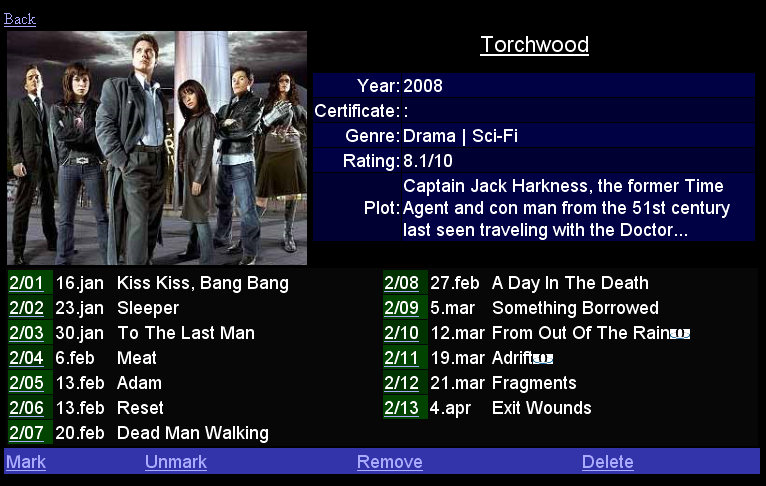 Back
Torchwood
Year: 2008
Certificate: :
Genre: Drama | Sci-Fi
Rating: 8.1/10
Plot: Captain Jack Harkness, the former Time
Agent and con man from the 51st century
last seen traveling with the Doctor...
2/01 16.jan Kiss Kiss, Bang Bang
2/02 23.jan Sleeper
2/03 30.jan To The Last Man
2/04 6.feb Meat
2/05 13.feb Adam
2/06 13.feb Reset
2/07 20.feb Dead Man Walking
2/08 27.feb A Day In The Death
2/09 5.mar Something Borrowed
2/10 12.mar From Out Of The Rain
2/11 19.mar Adrift
2/12 21.mar Fragments
2/13 4.apr Exit Wounds
Mark Unmark Remove Delete